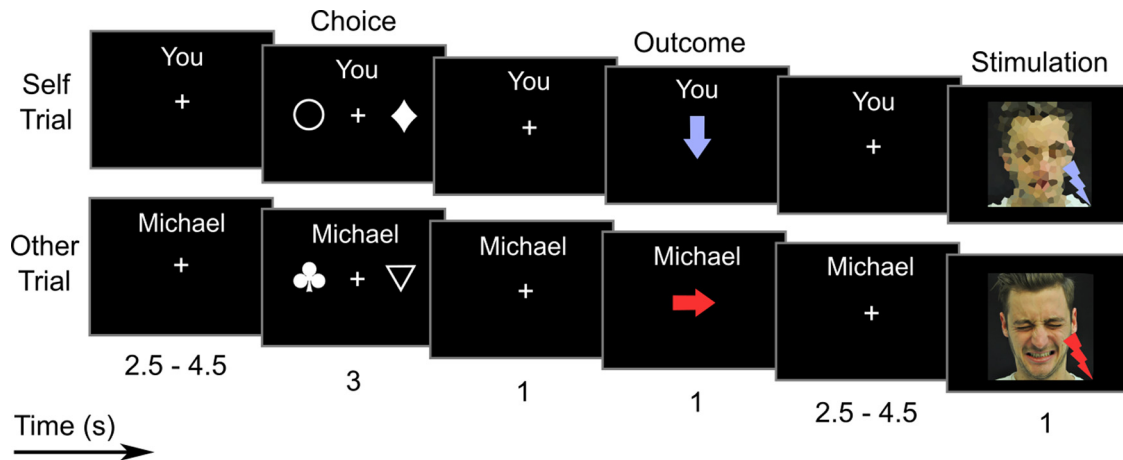 Choice
Outcome
Stimulation
Self
Trial
You
+
You
+
You
+
You
You
+
Other
Trial
Michael
+
Michael
+
Michael
+
Michael
Michael
+
2.5 - 4.5
3
1
1
2.5 - 4.5
1
Time (s)